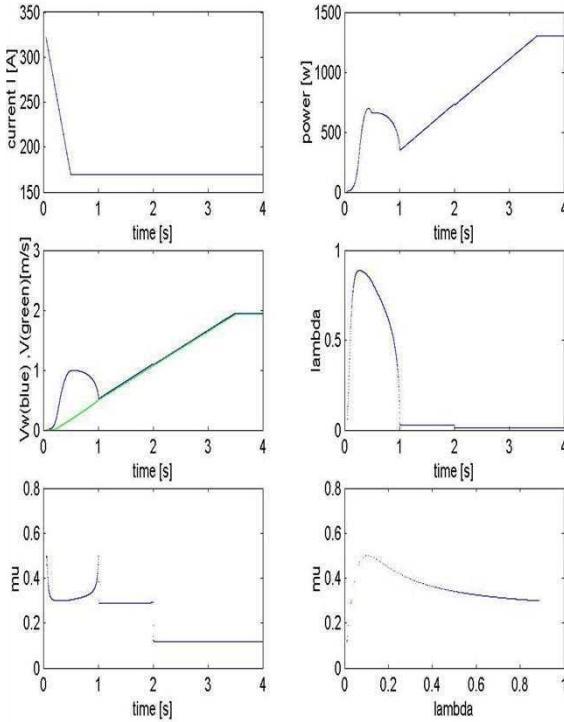 current I [A]
350
300
250
200
150
0 1 2 3 4
time [s]
power [w]
1500
1000
500
0
0 1 2 3 4
time [s]
Vw(blue) ,V(green)[m/s]
3
2
1
0
0 1 2 3 4
time [s]
lambda
1
0.5
0
0 1 2 3 4
time [s]
mu
0.8
0.6
0.4
0.2
0
0 1 2 3 4
time [s]
mu
0.8
0.6
0.4
0.2
0
0 0.2 0.4 0.6 0.8 1
lambda